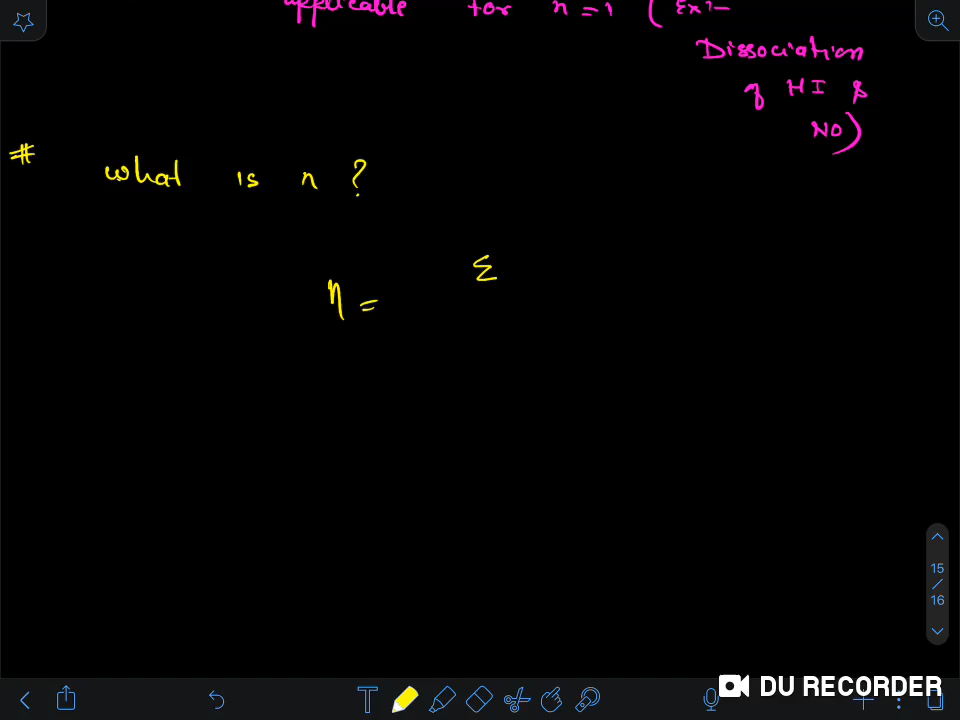 applicable for n=1 (Ex:-
Dissociation
of HI &
NO)
# what is n ?
n = Σ
15
/
16
T
DU RECORDER